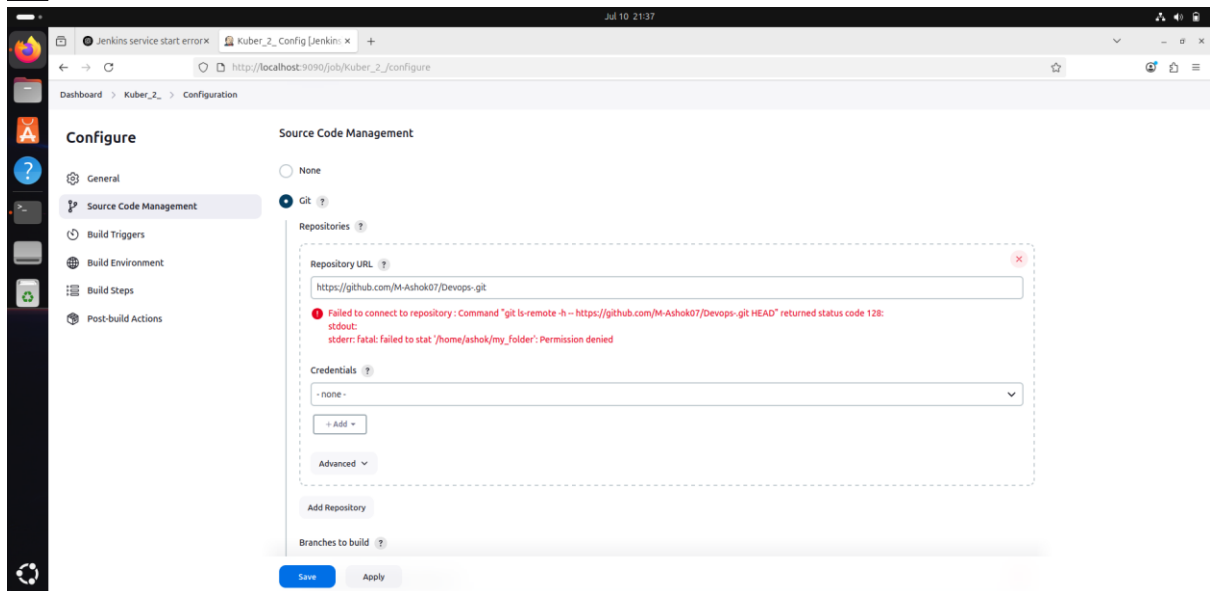 Jul 10 21:37
Jenkins service start error
Kuber_2_ Config [Jenkins
http://localhost:9090/job/Kuber_2_/configure
Dashboard > Kuber_2_ > Configuration
Configure
General
Source Code Management
Build Triggers
Build Environment
Build Steps
Post-build Actions
Source Code Management
None
Git ?
Repositories ?
Repository URL ?
https://github.com/M-Ashok07/Devops-.git
Failed to connect to repository : Command "git ls-remote -h -- https://github.com/M-Ashok07/Devops-.git HEAD" returned status code 128:
stdout:
stderr: fatal: failed to stat '/home/ashok/my_folder': Permission denied
Credentials ?
- none -
+ Add
Advanced
Add Repository
Branches to build ?
Save
Apply